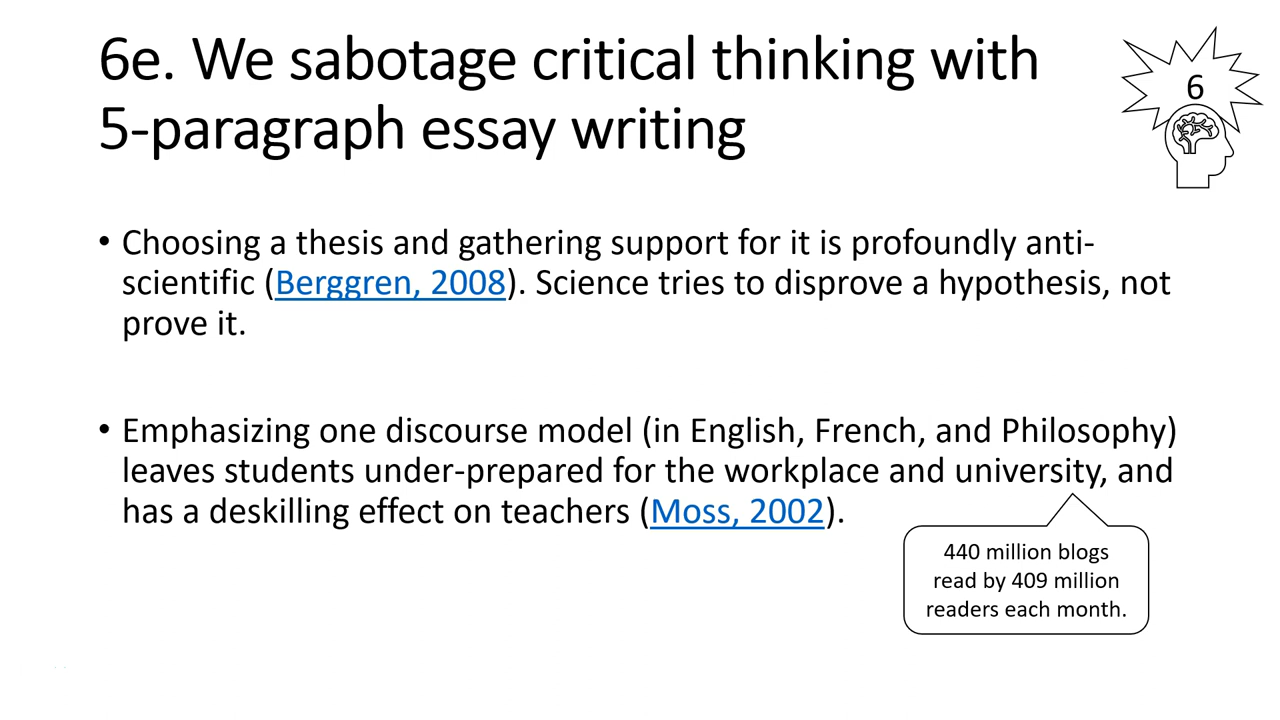 6e. We sabotage critical thinking with
5-paragraph essay writing
6
• Choosing a thesis and gathering support for it is profoundly anti-
scientific (Berggren, 2008). Science tries to disprove a hypothesis, not
prove it.
• Emphasizing one discourse model (in English, French, and Philosophy)
leaves students under-prepared for the workplace and university, and
has a deskilling effect on teachers (Moss, 2002).
440 million blogs
read by 409 million
readers each month.